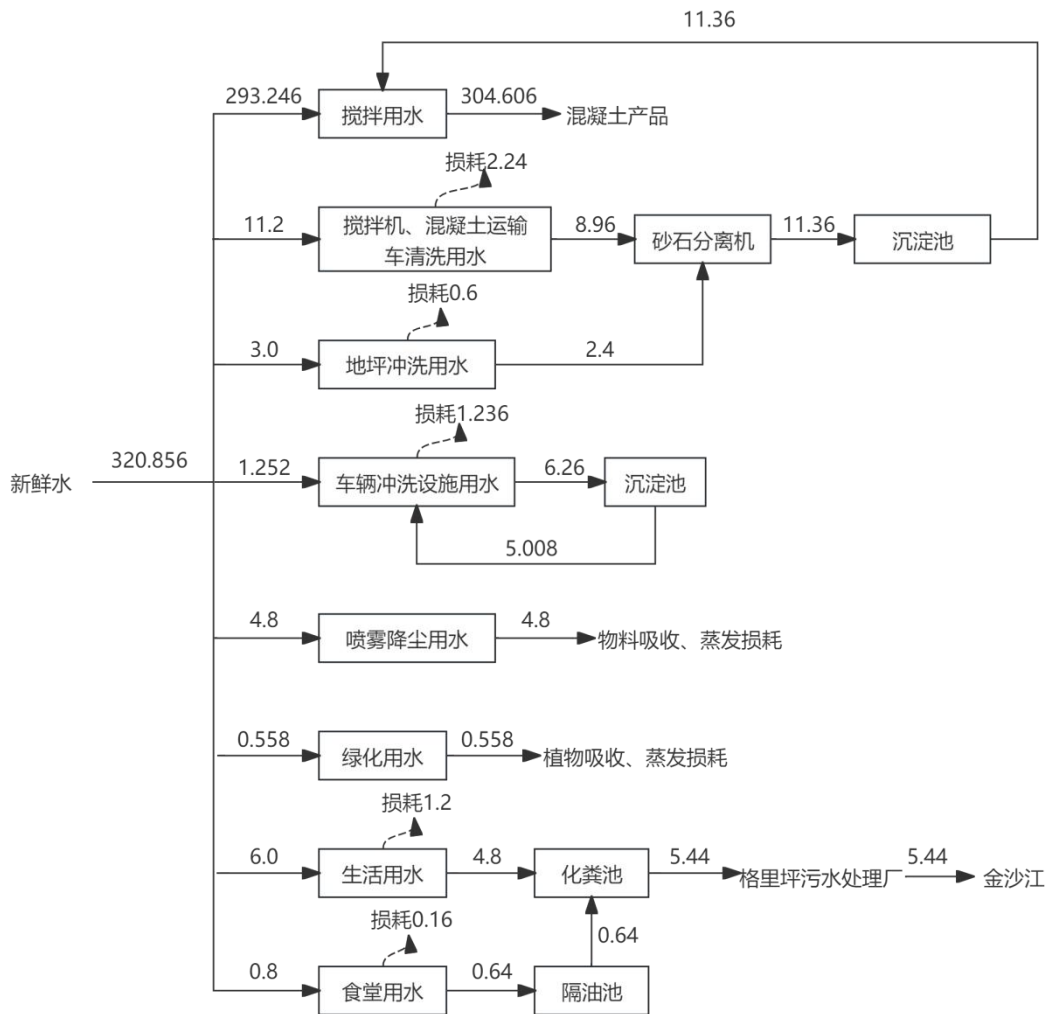 11.36
293.246
搅拌用水
304.606
混凝土产品
损耗2.24
11.2
搅拌机、混凝土运输
车清洗用水
8.96
砂石分离机
11.36
沉淀池
损耗0.6
3.0
地坪冲洗用水
2.4
损耗1.236
新鲜水
320.856
1.252
车辆冲洗设施用水
6.26
沉淀池
5.008
4.8
喷雾降尘用水
4.8
物料吸收、蒸发损耗
0.558
绿化用水
0.558
植物吸收、蒸发损耗
损耗1.2
6.0
生活用水
4.8
化粪池
5.44
格里坪污水处理厂
5.44
金沙江
损耗0.16
0.64
0.8
食堂用水
0.64
隔油池